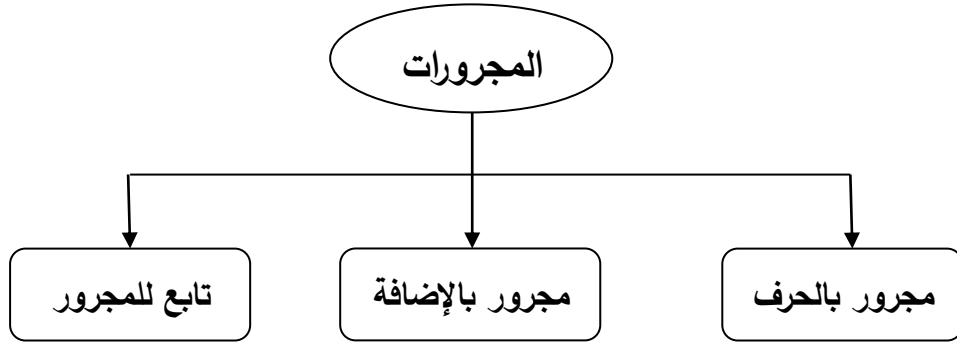 المجرورات
مجرور بالحرف
مجرور بالإضافة
تابع للمجرور